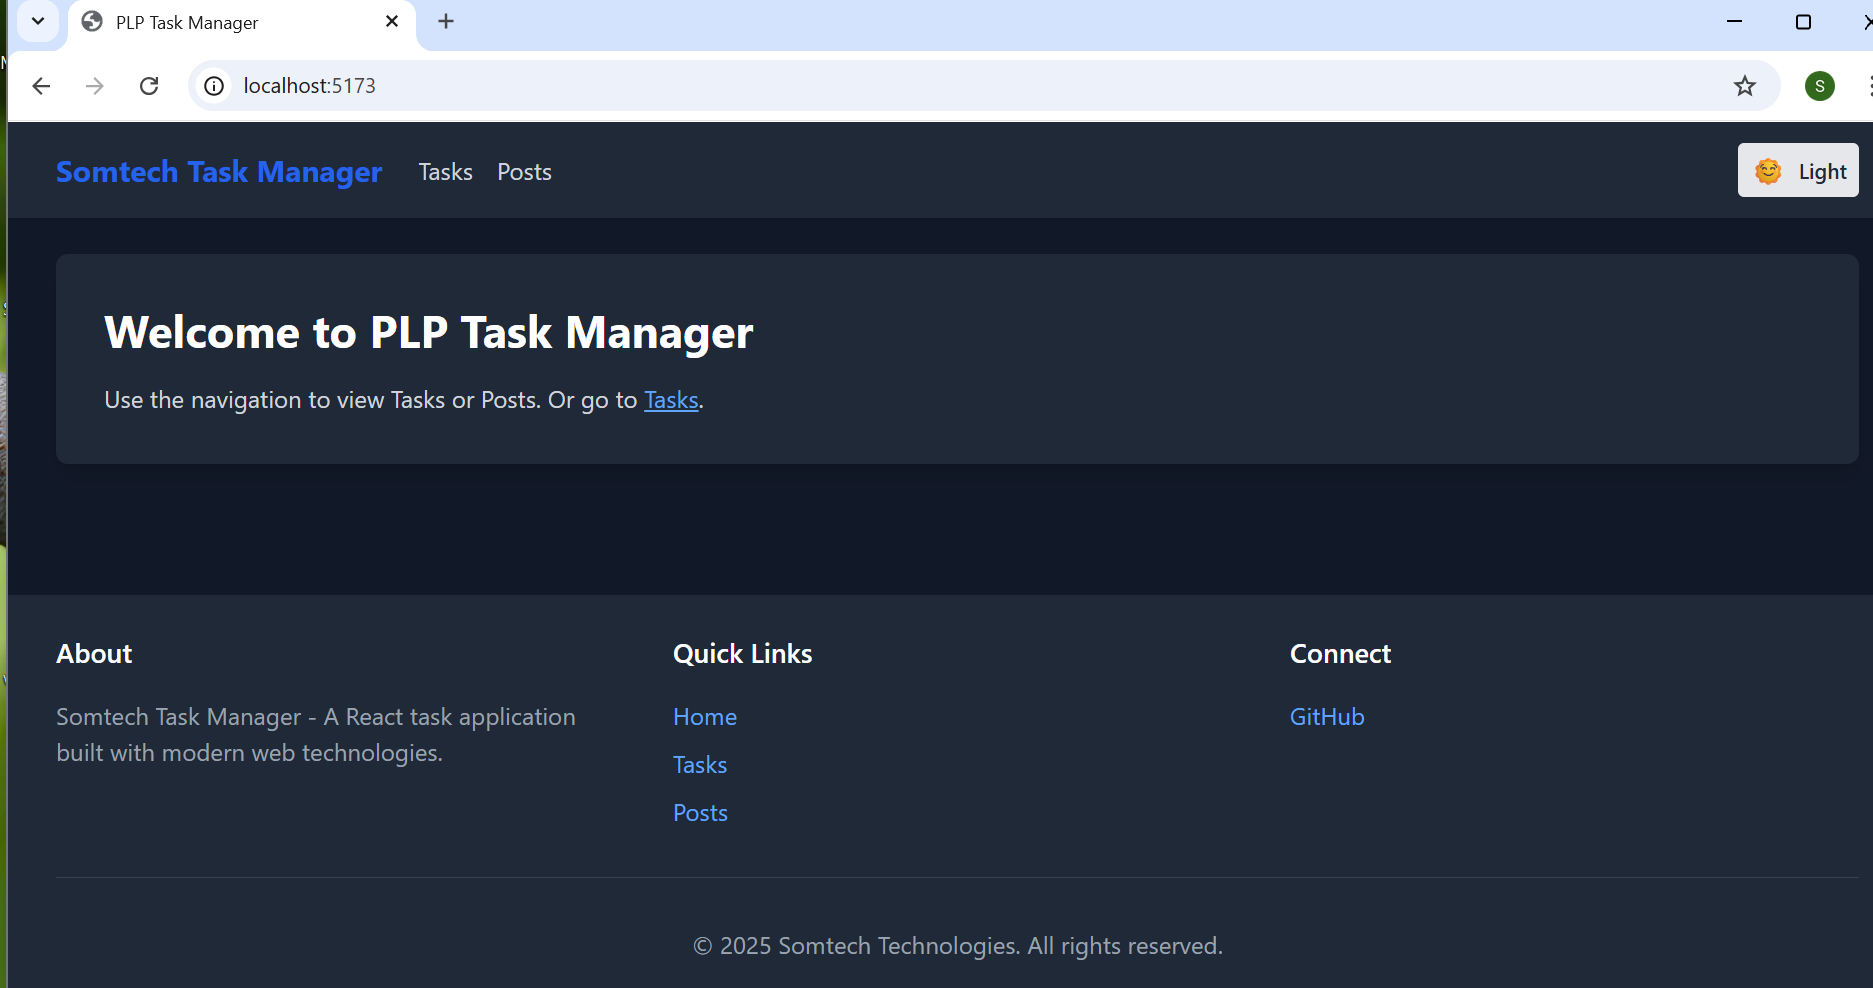 PLP Task Manager
localhost:5173
S
Somtech Task Manager
Tasks
Posts
Light
Welcome to PLP Task Manager
Use the navigation to view Tasks or Posts. Or go to Tasks.
About
Somtech Task Manager - A React task application
built with modern web technologies.
Quick Links
Home
Tasks
Posts
Connect
GitHub
© 2025 Somtech Technologies. All rights reserved.